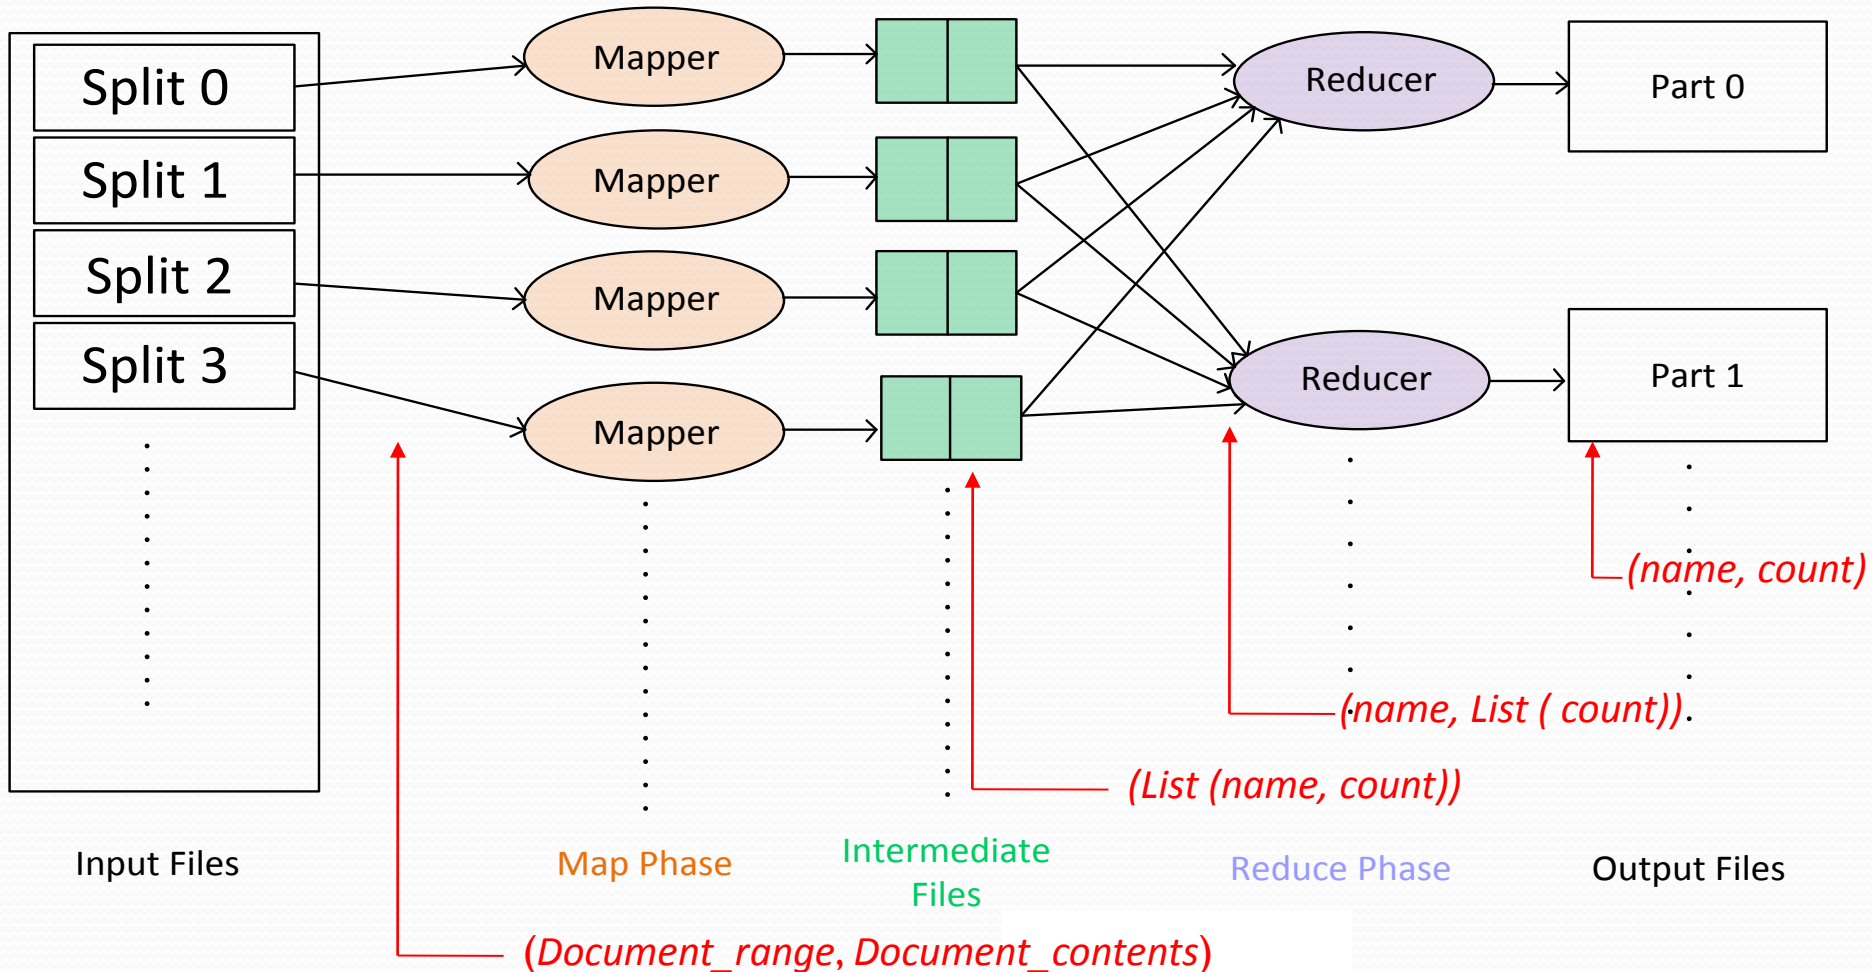 Split 0
Mapper
Reducer
Part 0
Split 1
Mapper
Split 2
Mapper
Split 3
Mapper
Reducer
Part 1
(name, count)
(name, List ( count))
(List (name, count))
Input Files
Map Phase
Intermediate
Files
Reduce Phase
Output Files
(Document_range, Document_contents)